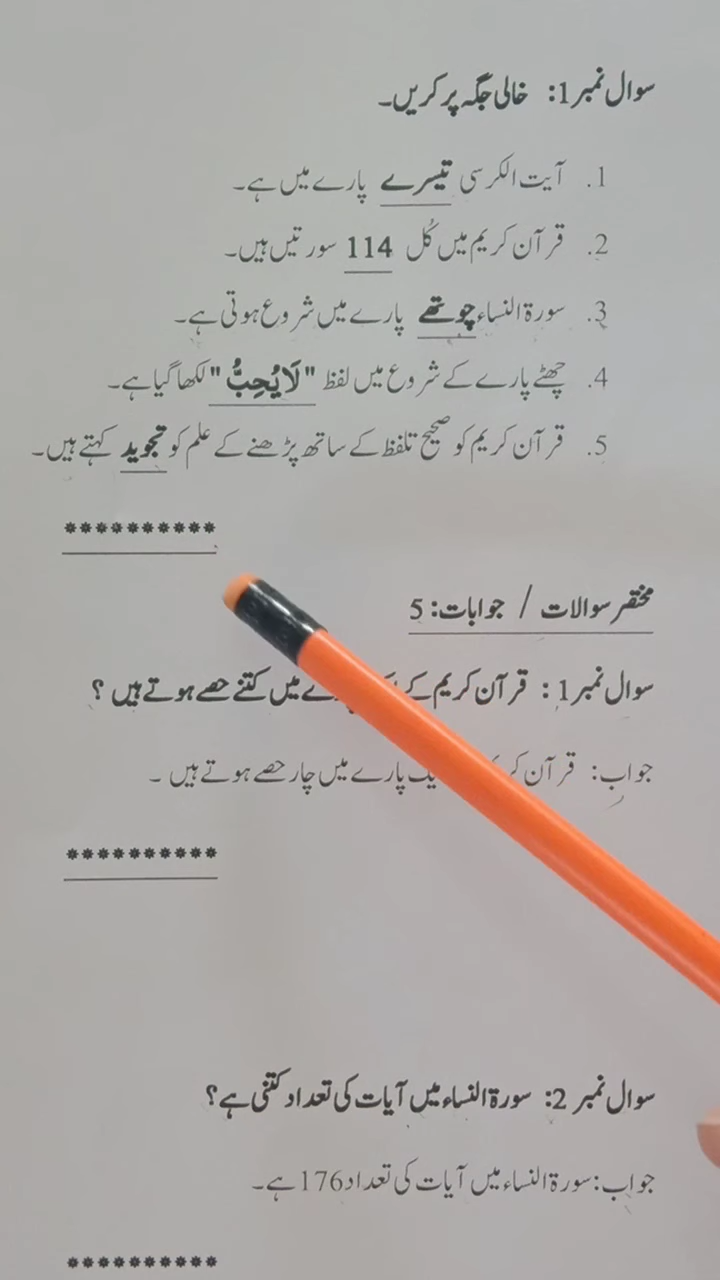 سوال نمبر 1: خالی جگہ پر کریں۔
1. آیت الکرسی تیسرے پارے میں ہے۔
2. قرآن کریم میں کُل 114 سورتیں ہیں۔
3. سورۃ النساء چوتھے پارے میں شروع ہوتی ہے۔
4. چھٹے پارے کے شروع میں لفظ "لَا یُحِبُّ" لکھا گیا ہے۔
5. قرآن کریم کو صحیح تلفظ کے ساتھ پڑھنے کے علم کو تجوید کہتے ہیں۔
**********
مختصر سوالات / جوابات: 5
سوال نمبر 1: قرآن کریم کے میں کتنے حصے ہوتے ہیں ؟
جواب: قرآن پارے میں چار حصے ہوتے ہیں ۔
**********
سوال نمبر 2: سورۃ النساء میں آیات کی تعداد کتنی ہے؟
جواب: سورۃ النساء میں آیات کی تعداد 176 ہے۔
**********